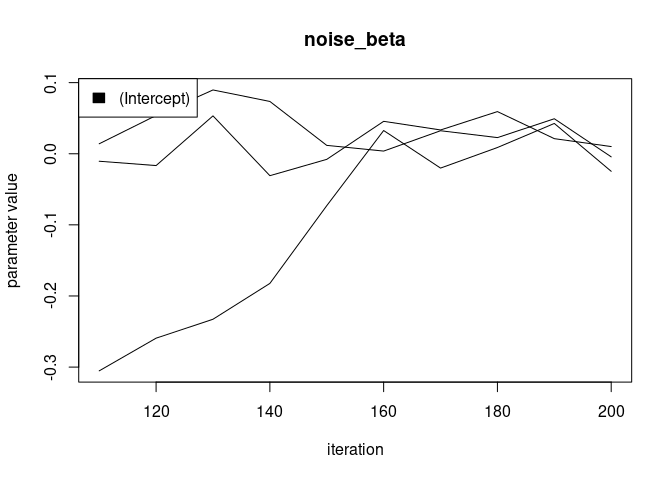 noise_beta
(Intercept)
parameter value
0.1
0.0
-0.1
-0.2
-0.3
120 140 160 180 200
iteration